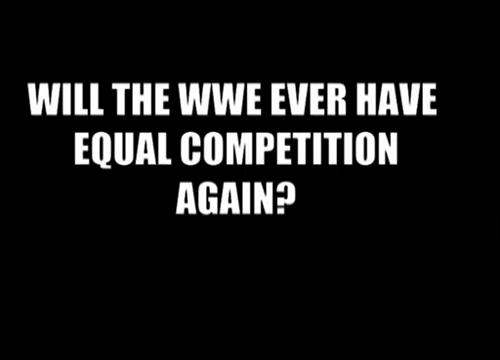 WILL THE WWE EVER HAVE
EQUAL COMPETITION
AGAIN?